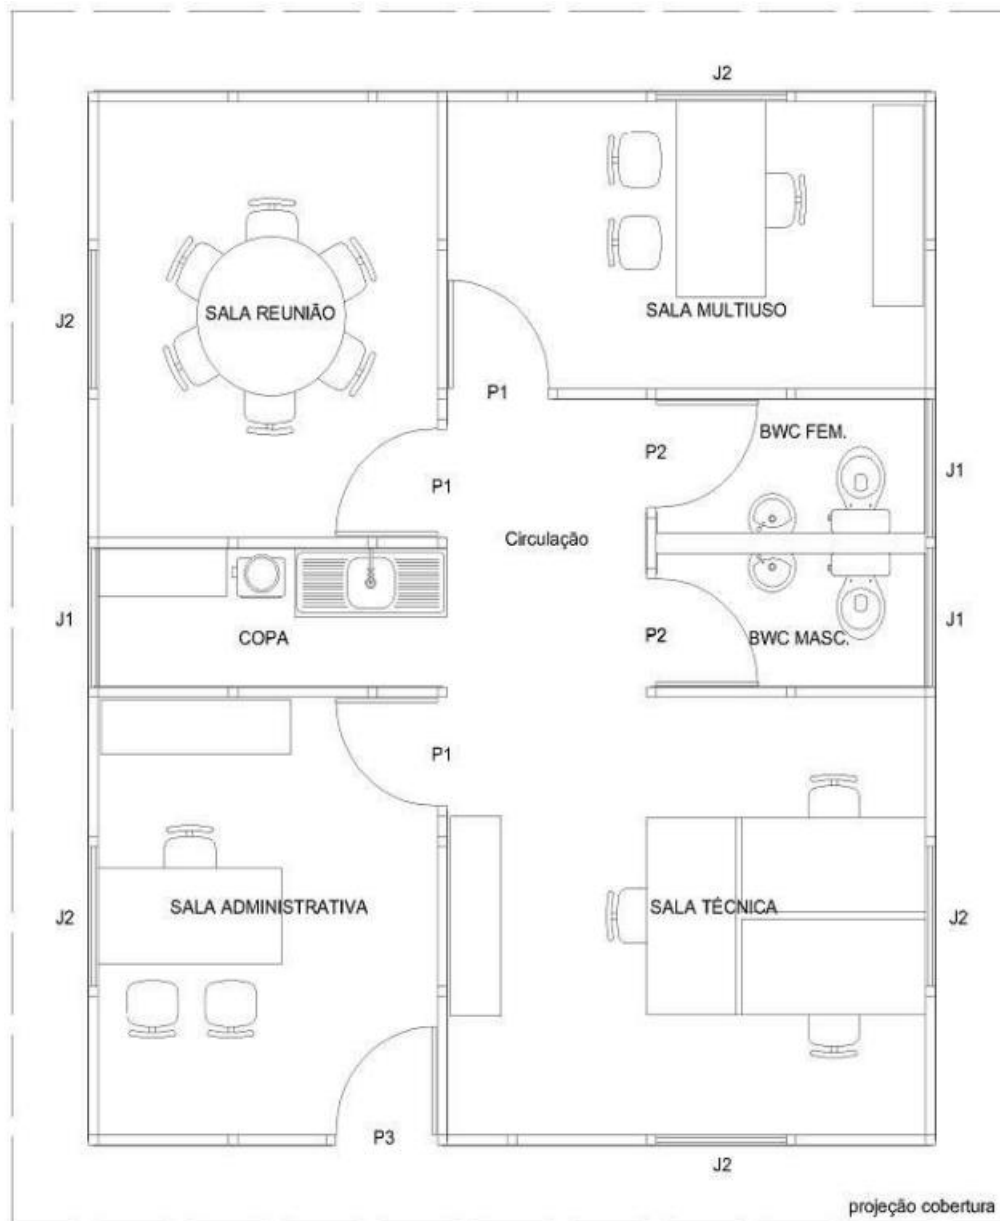 J2
SALA REUNIÃO
SALA MULTIUSO
J2
P1
BWC FEM.
P2
J1
P1
Circulação
J1
COPA
P2
BWC MASC.
J1
P1
SALA ADMINISTRATIVA
SALA TÉCNICA
J2
J2
P3
J2
projeção cobertura